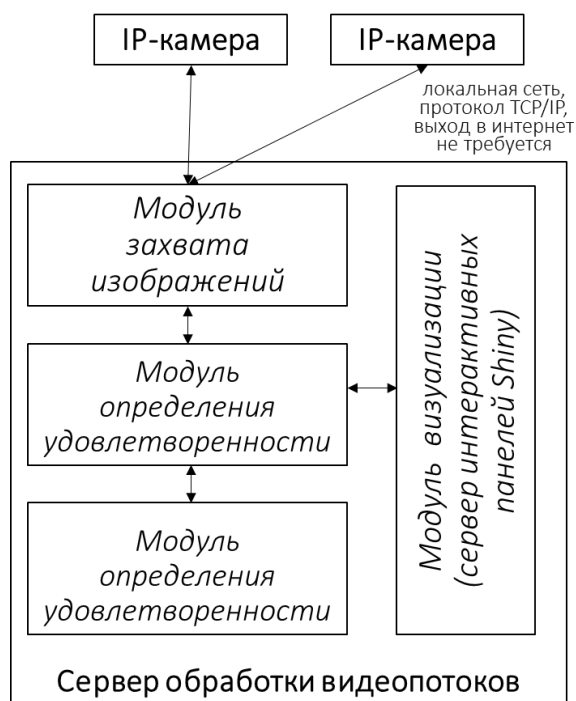 IP-камера
IP-камера
локальная сеть,
протокол TCP/IP,
выход в интернет
не требуется
Модуль
захвата
изображений
Модуль
определения
удовлетворенности
Модуль
определения
удовлетворенности
Модуль визуализации
(сервер интерактивных
панелей Shiny)
Сервер обработки видеопотоков